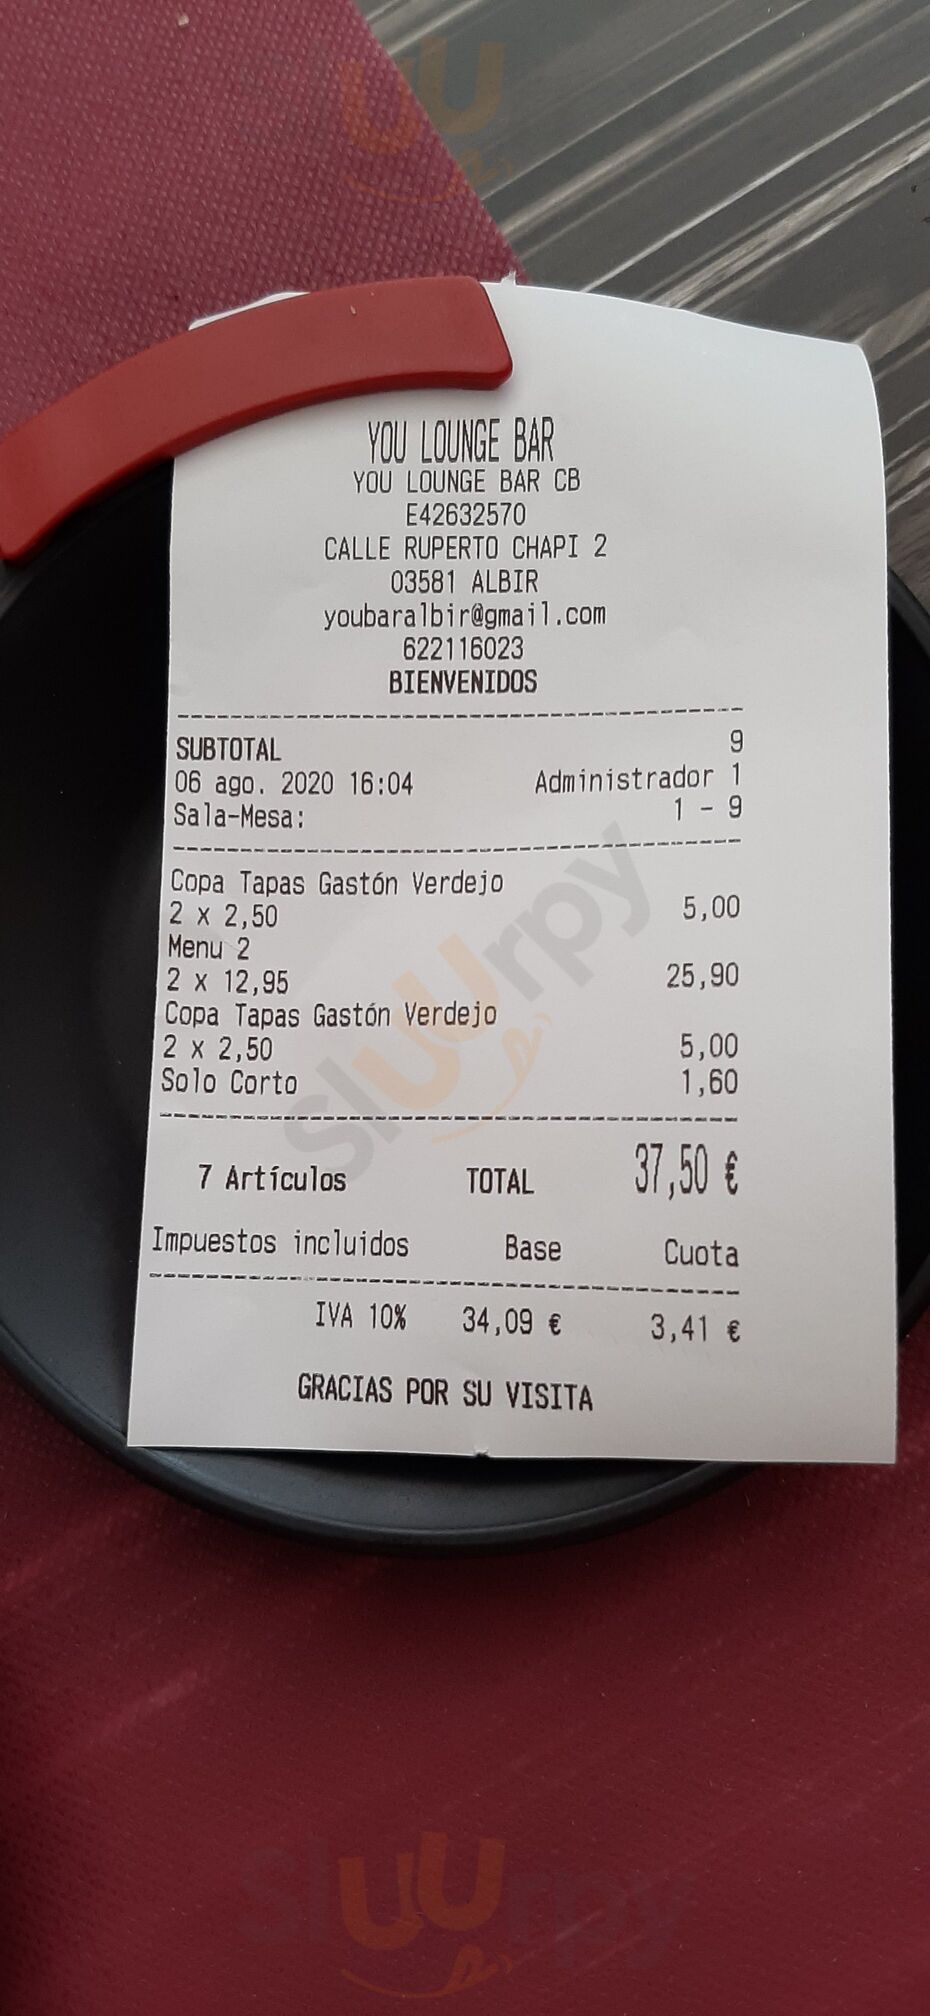 YOU LOUNGE BAR
YOU LOUNGE BAR CB
E42632570
CALLE RUPERTO CHAPI 2
03581 ALBIR
youbaralbir@gmail.com
622116023
BIENVENIDOS
SUBTOTAL 9
06 ago. 2020 16:04 Administrador 1
Sala-Mesa: 1 - 9
Copa Tapas Gastón Verdejo
2 x 2,50 5,00
Menu 2
2 x 12,95 25,90
Copa Tapas Gastón Verdejo
2 x 2,50 5,00
Solo Corto 1,60
7 Artículos TOTAL 37,50 €
Impuestos incluidos Base Cuota
IVA 10% 34,09 € 3,41 €
GRACIAS POR SU VISITA
sluurpy
sluurpy
sluurpy